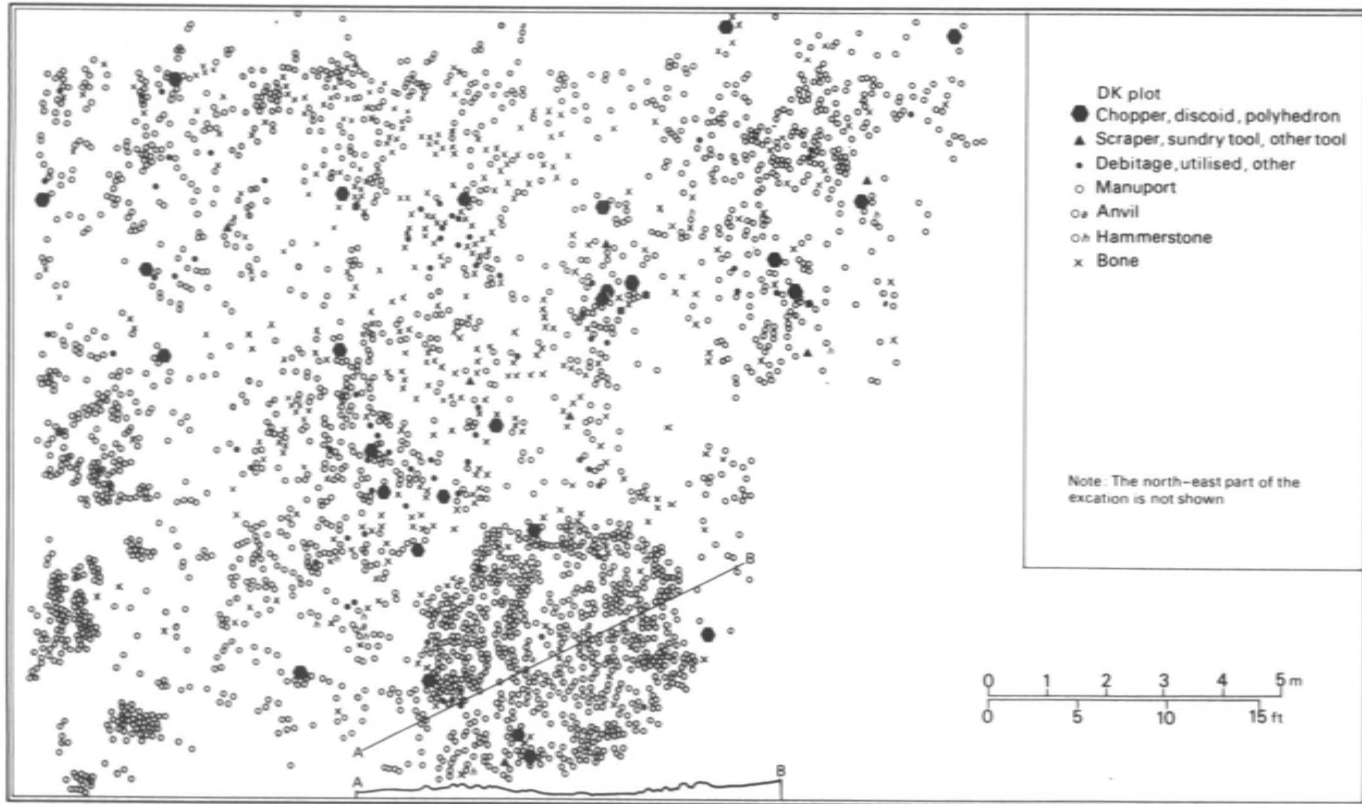 DK plot
Chopper, discoid, polyhedron
Scraper, sundry tool, other tool
Debitage, utilised, other
Manuport
a Anvil
h Hammerstone
Bone
Note: The north-east part of the
excation is not shown
B
A
0 1 2 3 4 5 m
0 5 10 15 ft
A B